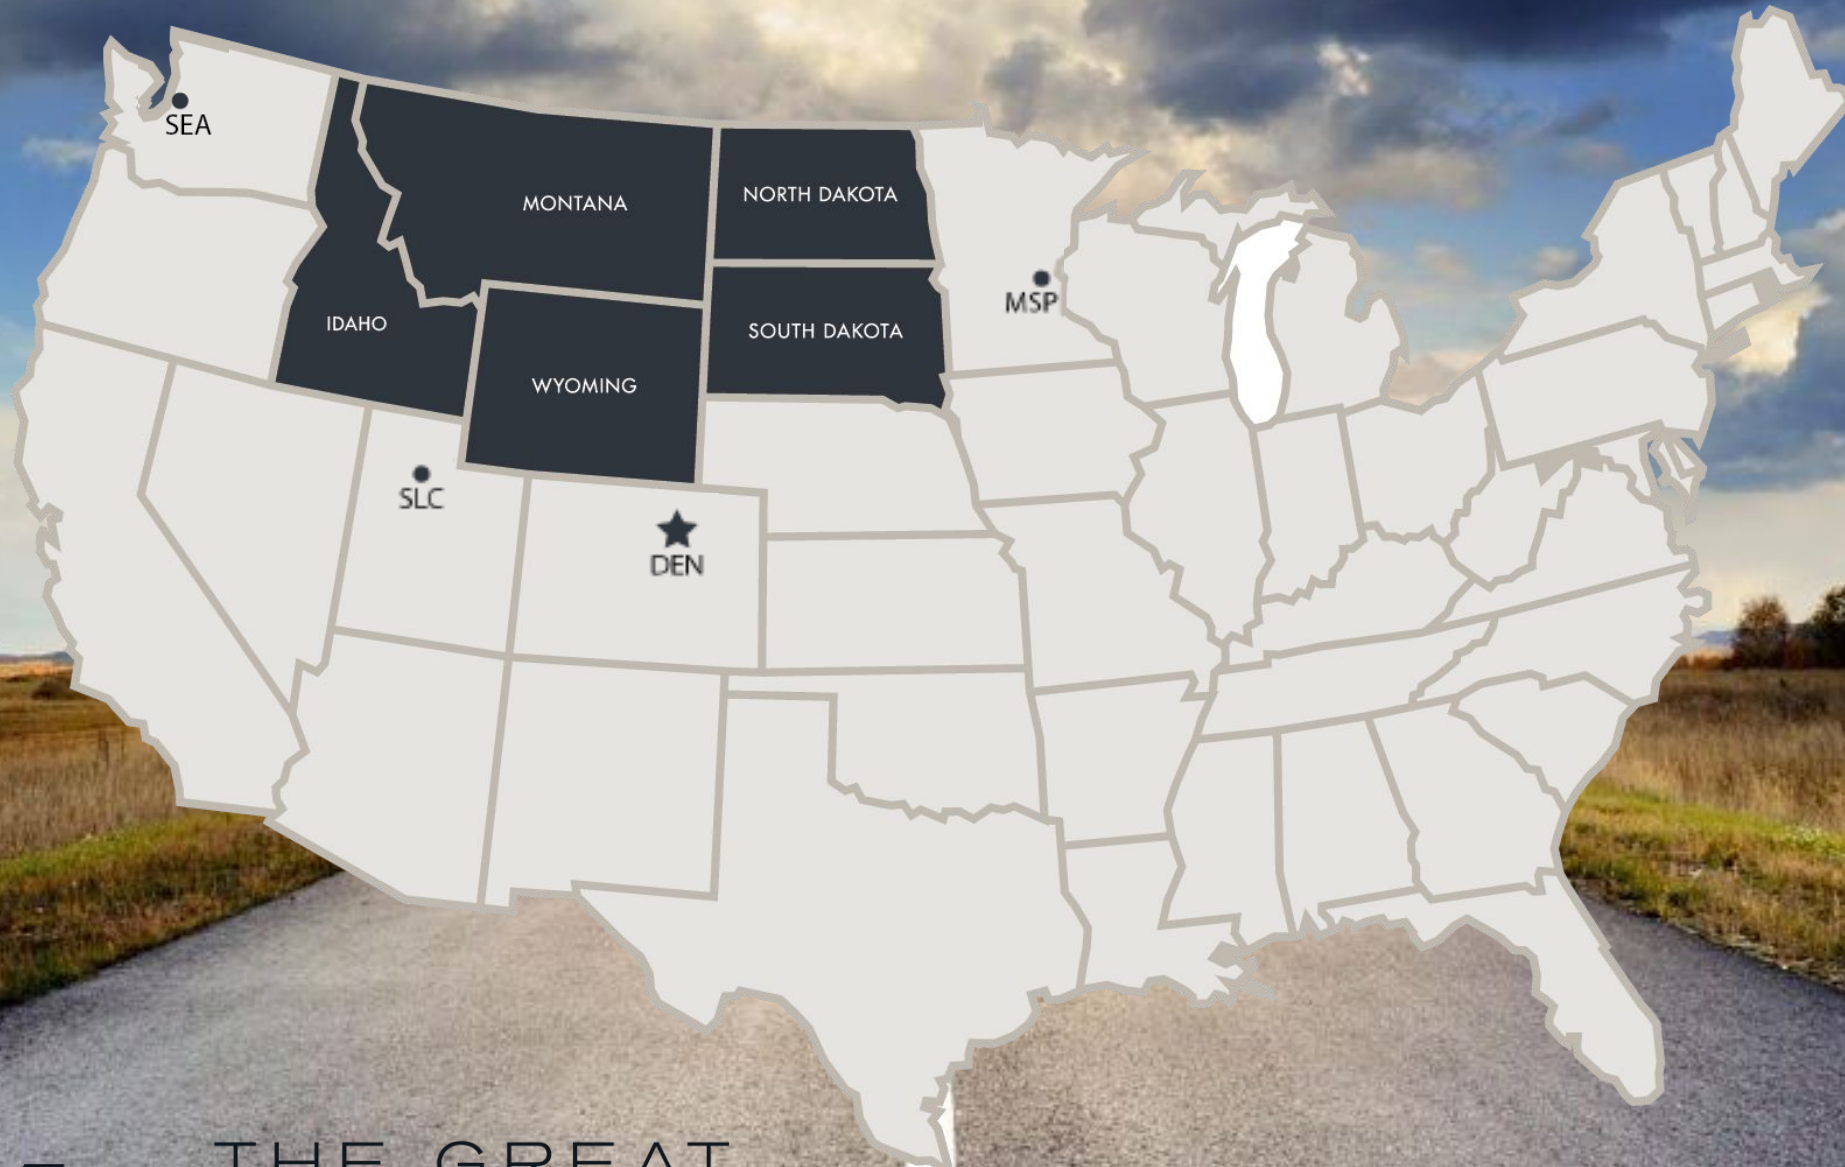 SEA
MONTANA
NORTH DAKOTA
MSP
IDAHO
SOUTH DAKOTA
WYOMING
SLC
DEN
THE GREAT